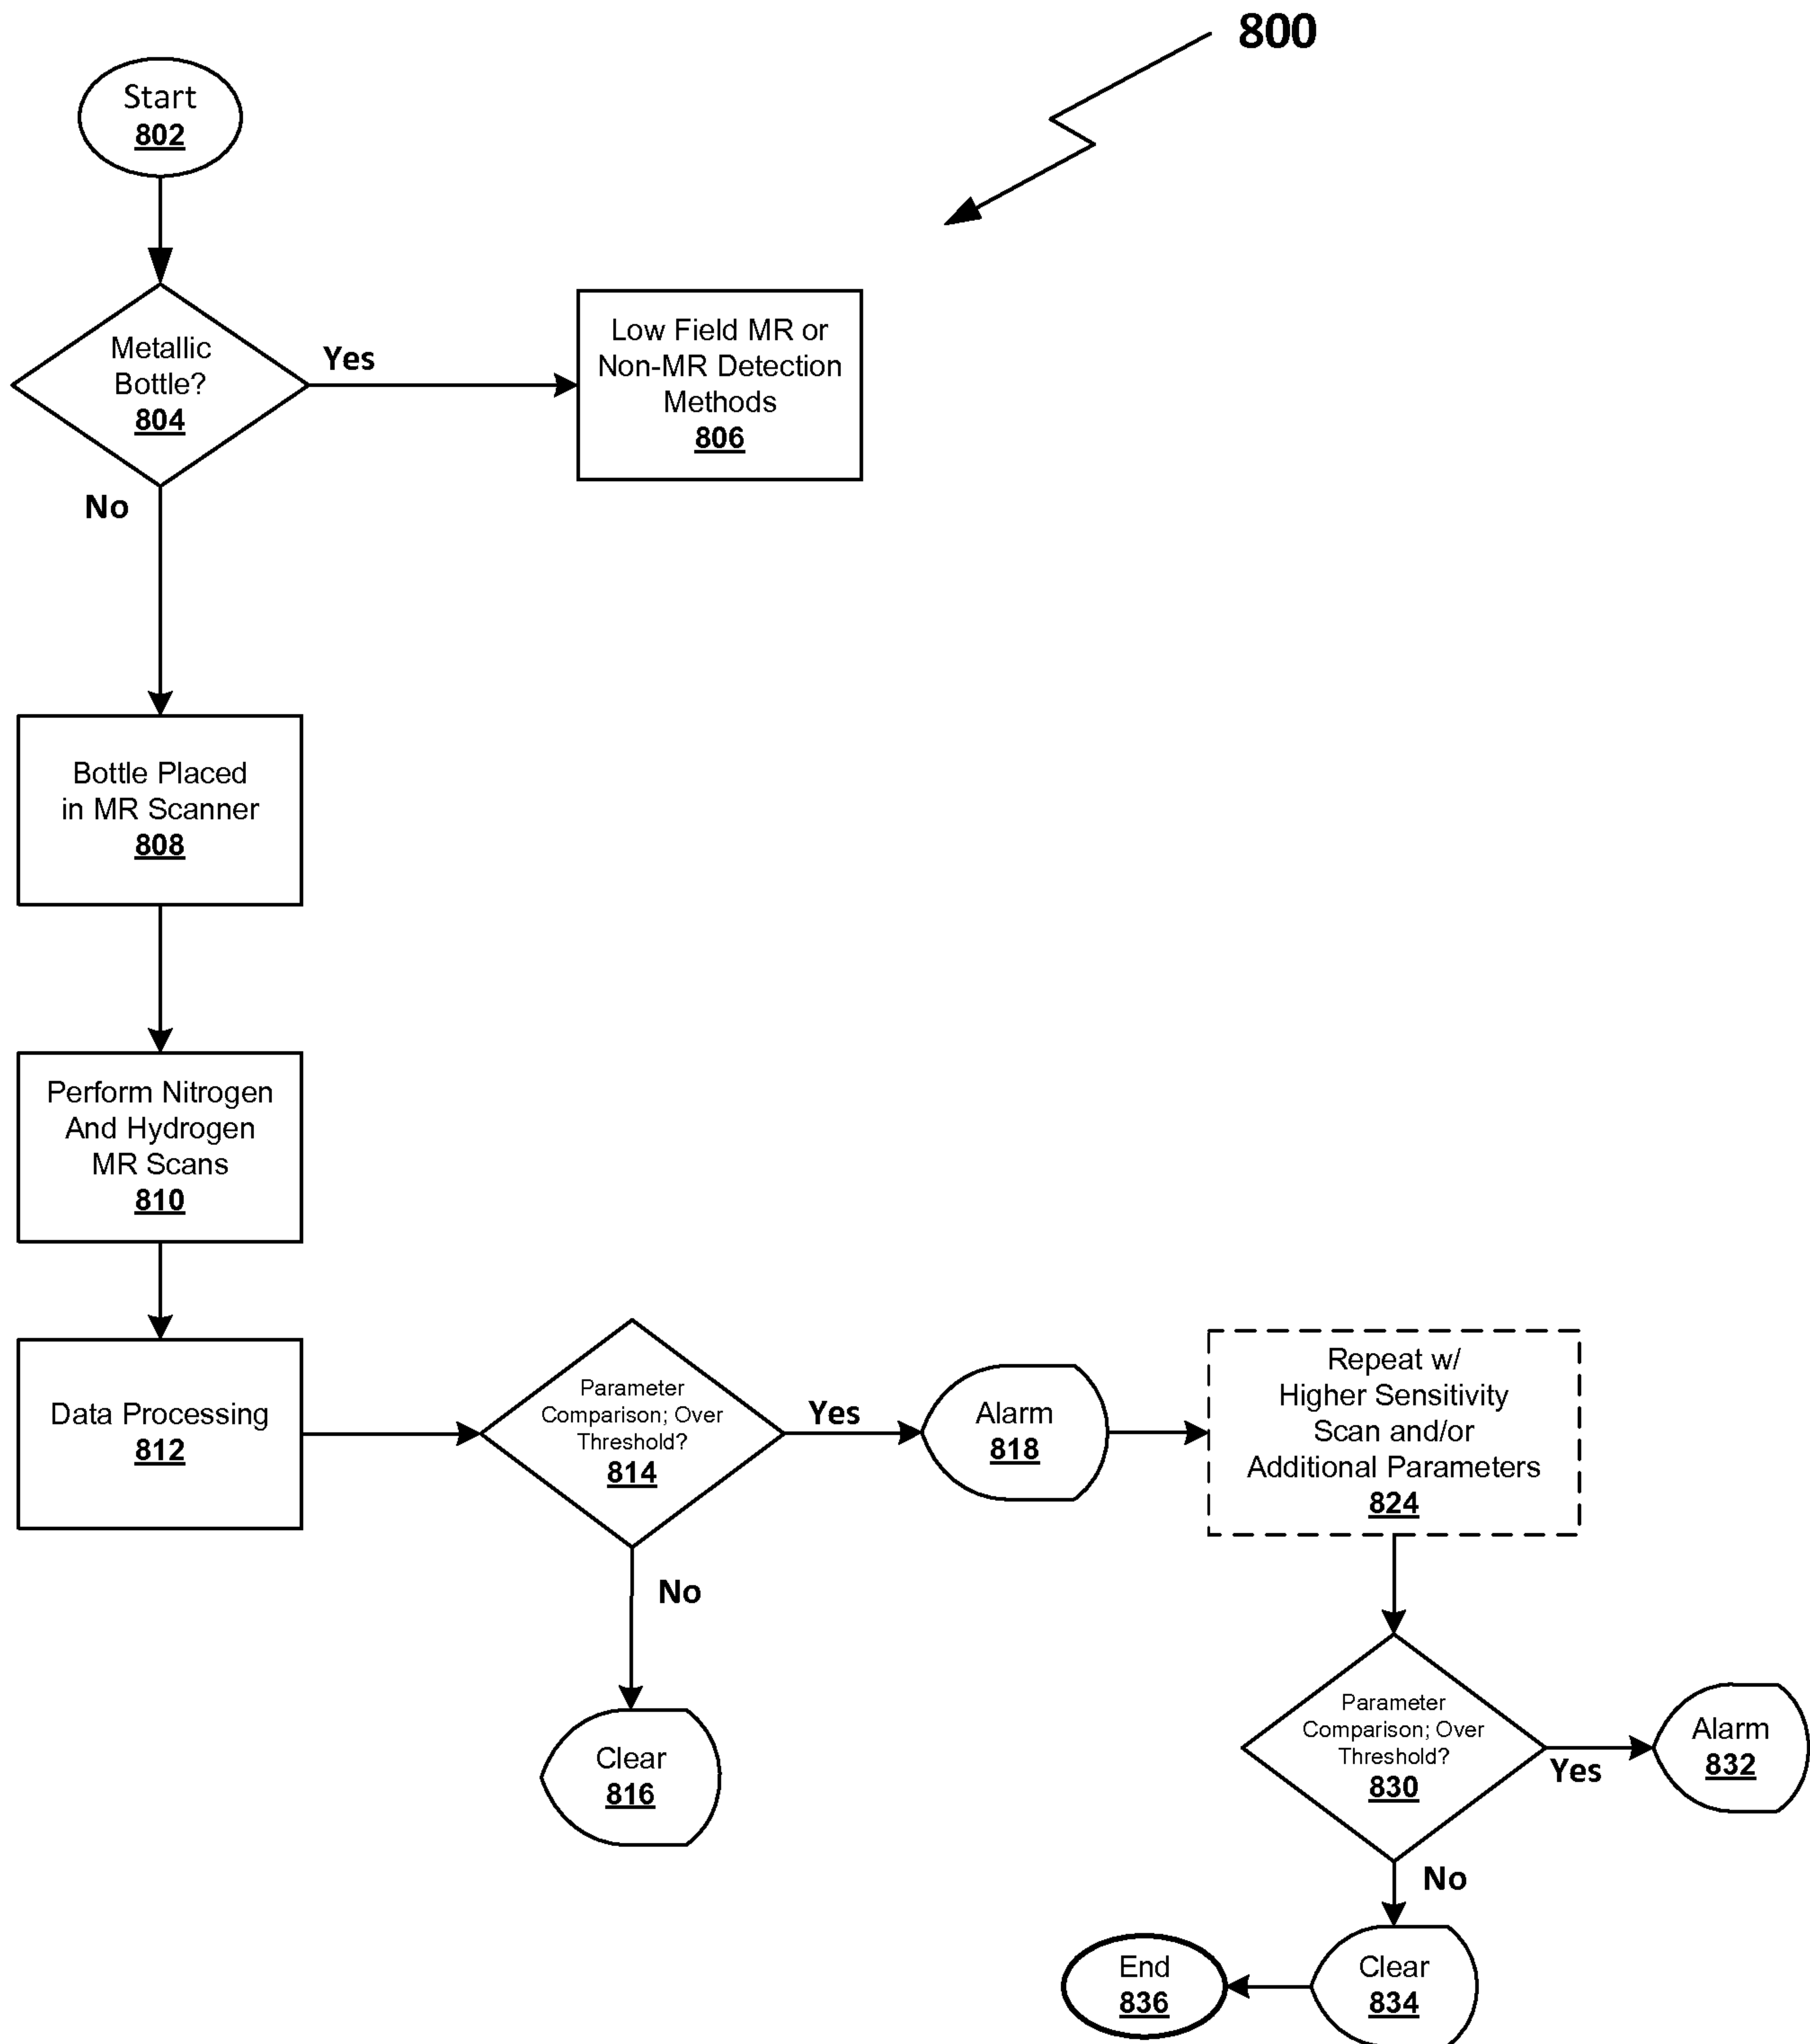 800
Start
802
Metallic
Bottle?
804
Yes
No
Low Field MR or
Non-MR Detection
Methods
806
Bottle Placed
in MR Scanner
808
Perform Nitrogen
And Hydrogen
MR Scans
810
Data Processing
812
Parameter
Comparison; Over
Threshold?
814
Yes
No
Clear
816
Alarm
818
Repeat w/
Higher Sensitivity
Scan and/or
Additional Parameters
824
Parameter
Comparison; Over
Threshold?
830
Yes
Alarm
832
No
Clear
834
End
836